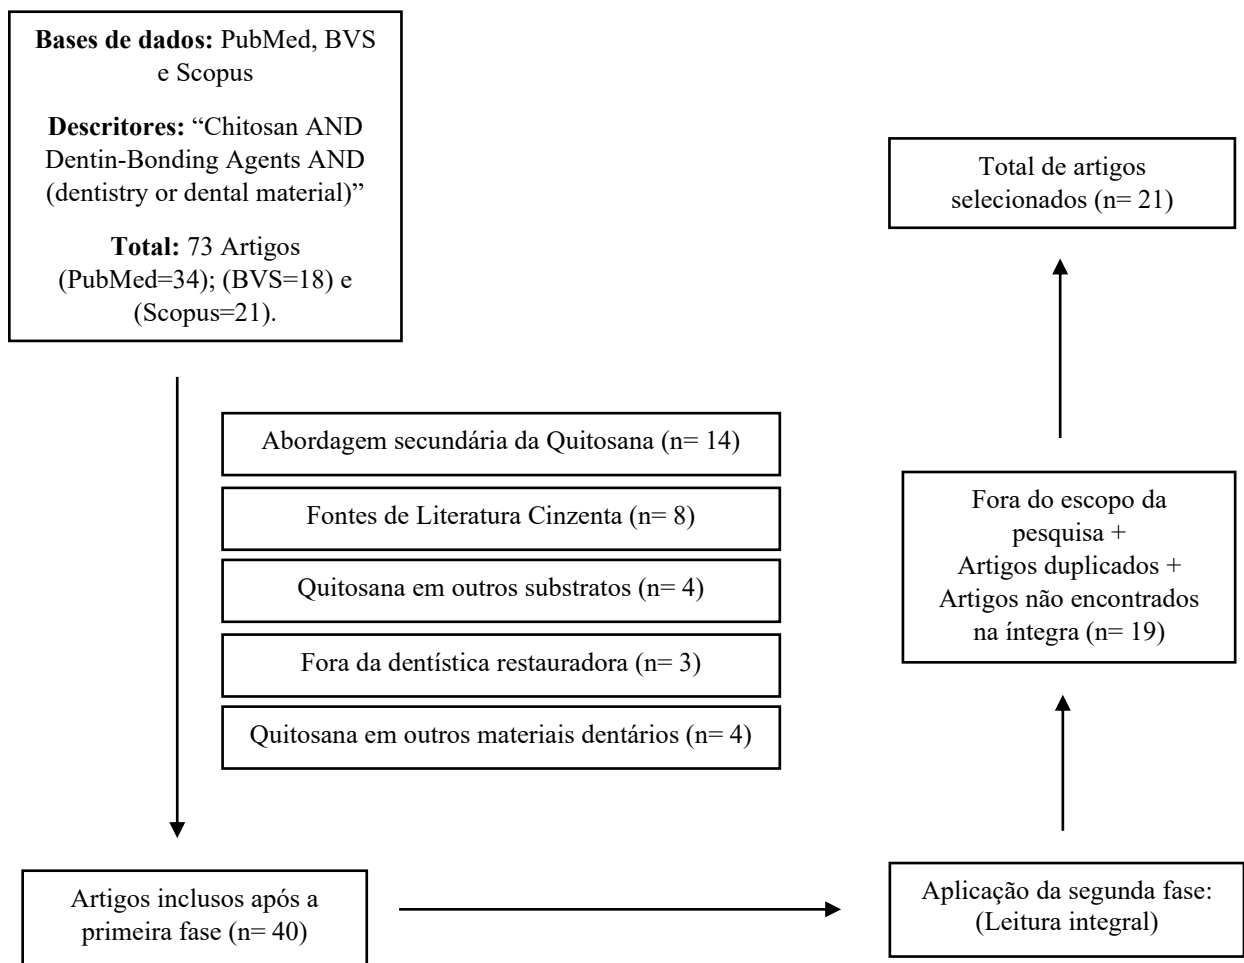 Bases de dados: PubMed, BVS
e Scopus
Descritores: “Chitosan AND
Dentin-Bonding Agents AND
(dentistry or dental material)”
Total: 73 Artigos
(PubMed=34); (BVS=18) e
(Scopus=21).
Abordagem secundária da Quitosana (n= 14)
Fontes de Literatura Cinzenta (n= 8)
Quitosana em outros substratos (n= 4)
Fora da dentística restauradora (n= 3)
Quitosana em outros materiais dentários (n= 4)
Artigos inclusos após a
primeira fase (n= 40)
Aplicação da segunda fase:
(Leitura integral)
Fora do escopo da
pesquisa +
Artigos duplicados +
Artigos não encontrados
na íntegra (n= 19)
Total de artigos
selecionados (n= 21)